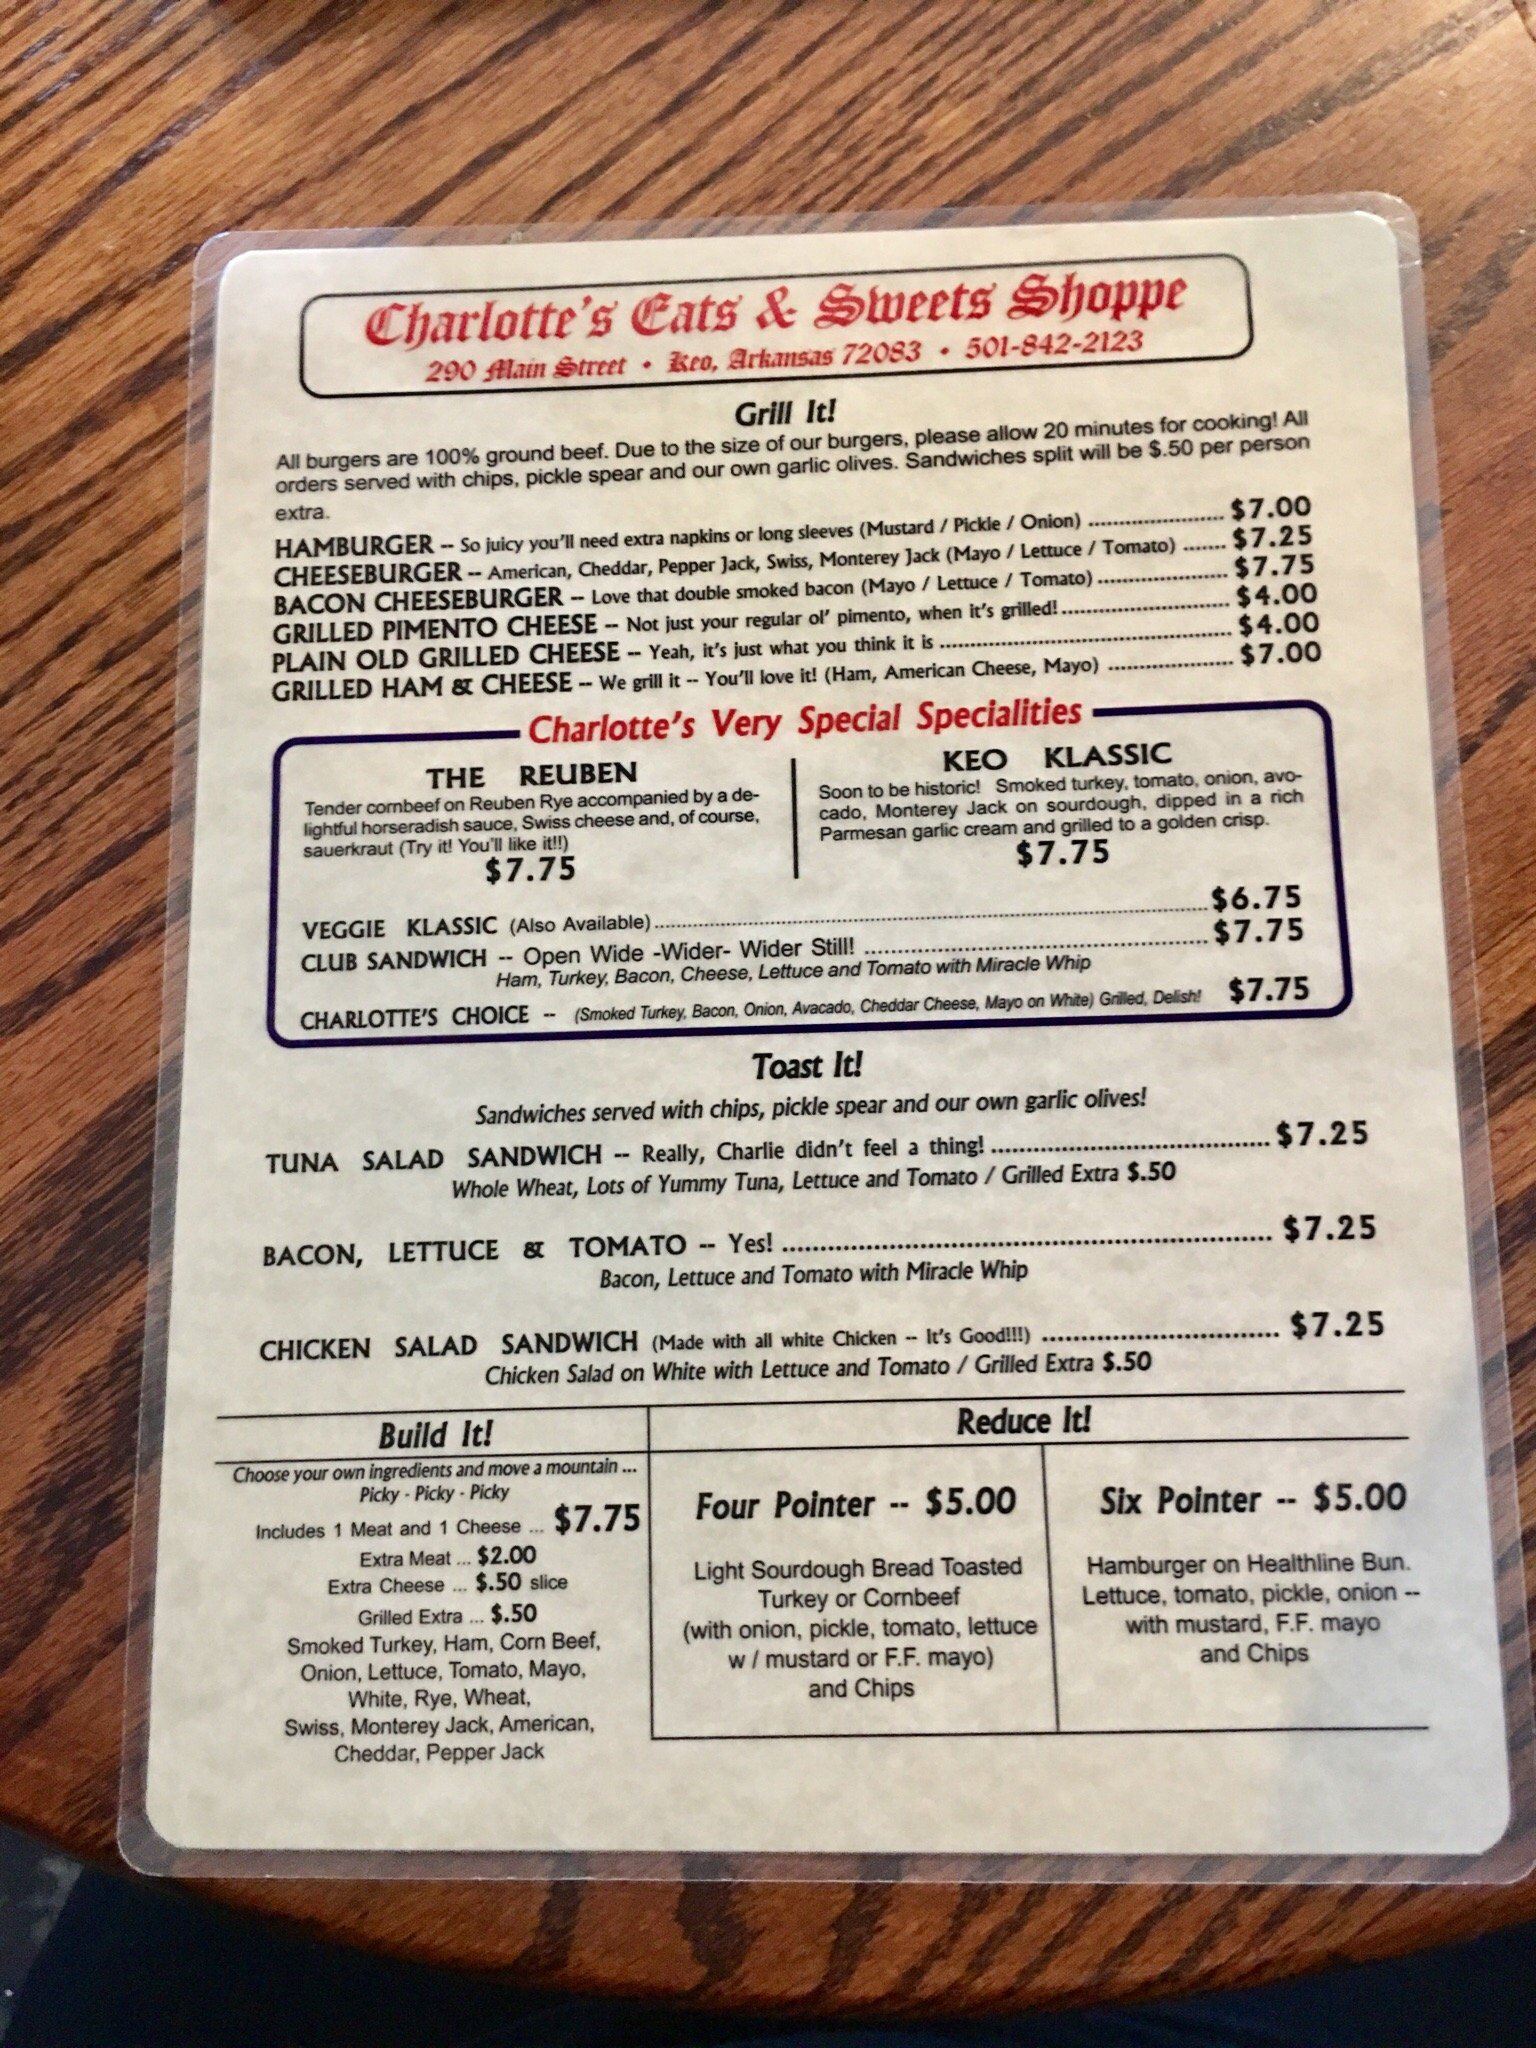 Charlotte's Eats & Sweets Shoppe
290 Main Street • Keo, Arkansas 72083 • 501-842-2123
Grill It!
All burgers are 100% ground beef. Due to the size of our burgers, please allow 20 minutes for cooking! All
orders served with chips, pickle spear and our own garlic olives. Sandwiches split will be $.50 per person
extra.
HAMBURGER -- So juicy you'll need extra napkins or long sleeves (Mustard / Pickle / Onion) ........................ $7.00
CHEESEBURGER -- American, Cheddar, Pepper Jack, Swiss, Monterey Jack (Mayo / Lettuce / Tomato) ....... $7.25
BACON CHEESEBURGER -- Love that double smoked bacon (Mayo / Lettuce / Tomato) ....................... $7.75
GRILLED PIMENTO CHEESE -- Not just your regular ol' pimento, when it's grilled! .............................. $4.00
PLAIN OLD GRILLED CHEESE -- Yeah, it's just what you think it is .................................................... $4.00
GRILLED HAM & CHEESE -- We grill it -- You'll love it! (Ham, American Cheese, Mayo) ...................... $7.00
Charlotte's Very Special Specialities
THE REUBEN
Tender cornbeef on Reuben Rye accompanied by a de-
lightful horseradish sauce, Swiss cheese and, of course,
sauerkraut (Try it! You'll like it!!)
$7.75
KEO KLASSIC
Soon to be historic! Smoked turkey, tomato, onion, avo-
cado, Monterey Jack on sourdough, dipped in a rich
Parmesan garlic cream and grilled to a golden crisp.
$7.75
VEGGIE KLASSIC (Also Available) ........................................ $6.75
CLUB SANDWICH -- Open Wide -Wider- Wider Still! ........................................ $7.75
Ham, Turkey, Bacon, Cheese, Lettuce and Tomato with Miracle Whip
CHARLOTTE'S CHOICE -- (Smoked Turkey, Bacon, Onion, Avacado, Cheddar Cheese, Mayo on White) Grilled, Delish! $7.75
Toast It!
Sandwiches served with chips, pickle spear and our own garlic olives!
TUNA SALAD SANDWICH -- Really, Charlie didn't feel a thing! ..................................... $7.25
Whole Wheat, Lots of Yummy Tuna, Lettuce and Tomato / Grilled Extra $.50
BACON, LETTUCE & TOMATO -- Yes! ................................................................ $7.25
Bacon, Lettuce and Tomato with Miracle Whip
CHICKEN SALAD SANDWICH (Made with all white Chicken -- It's Good!!!) ............................... $7.25
Chicken Salad on White with Lettuce and Tomato / Grilled Extra $.50
Build It!
Choose your own ingredients and move a mountain ...
Picky - Picky - Picky
Includes 1 Meat and 1 Cheese ... $7.75
Extra Meat ... $2.00
Extra Cheese ... $.50 slice
Grilled Extra ... $.50
Smoked Turkey, Ham, Corn Beef,
Onion, Lettuce, Tomato, Mayo,
White, Rye, Wheat,
Swiss, Monterey Jack, American,
Cheddar, Pepper Jack
Reduce It!
Four Pointer -- $5.00
Light Sourdough Bread Toasted
Turkey or Cornbeef
(with onion, pickle, tomato, lettuce
w / mustard or F.F. mayo)
and Chips
Six Pointer -- $5.00
Hamburger on Healthline Bun.
Lettuce, tomato, pickle, onion --
with mustard, F.F. mayo
and Chips